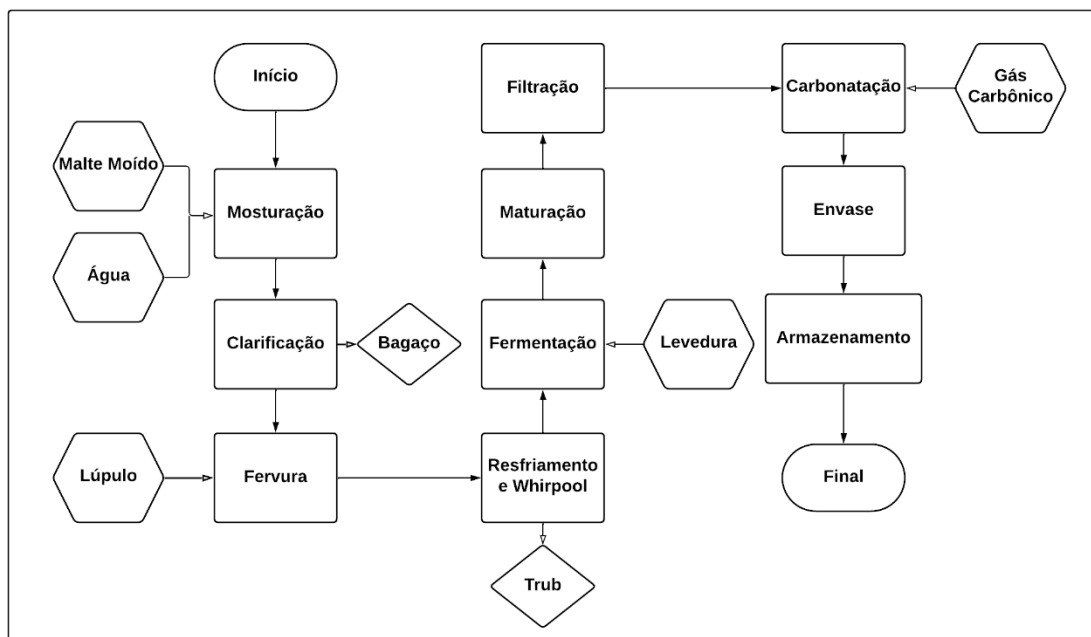 Início
Malte Moído
Mosturação
Água
Clarificação
Bagaço
Lúpulo
Fervura
Resfriamento
e Whirpool
Trub
Fermentação
Levedura
Maturação
Filtração
Carbonatação
Gás
Carbônico
Envase
Armazenamento
Final